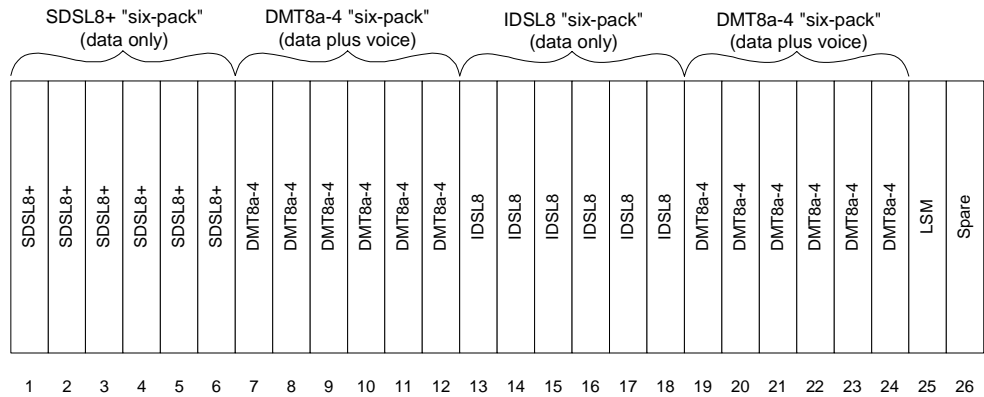 SDSL8+ "six-pack"
(data only)
DMT8a-4 "six-pack"
(data plus voice)
IDSL8 "six-pack"
(data only)
DMT8a-4 "six-pack"
(data plus voice)
SDSL8+
SDSL8+
SDSL8+
SDSL8+
SDSL8+
SDSL8+
DMT8a-4
DMT8a-4
DMT8a-4
DMT8a-4
DMT8a-4
DMT8a-4
IDSL8
IDSL8
IDSL8
IDSL8
IDSL8
IDSL8
DMT8a-4
DMT8a-4
DMT8a-4
DMT8a-4
DMT8a-4
DMT8a-4
LSM
Spare
1 2 3 4 5 6 7 8 9 10 11 12 13 14 15 16 17 18 19 20 21 22 23 24 25 26